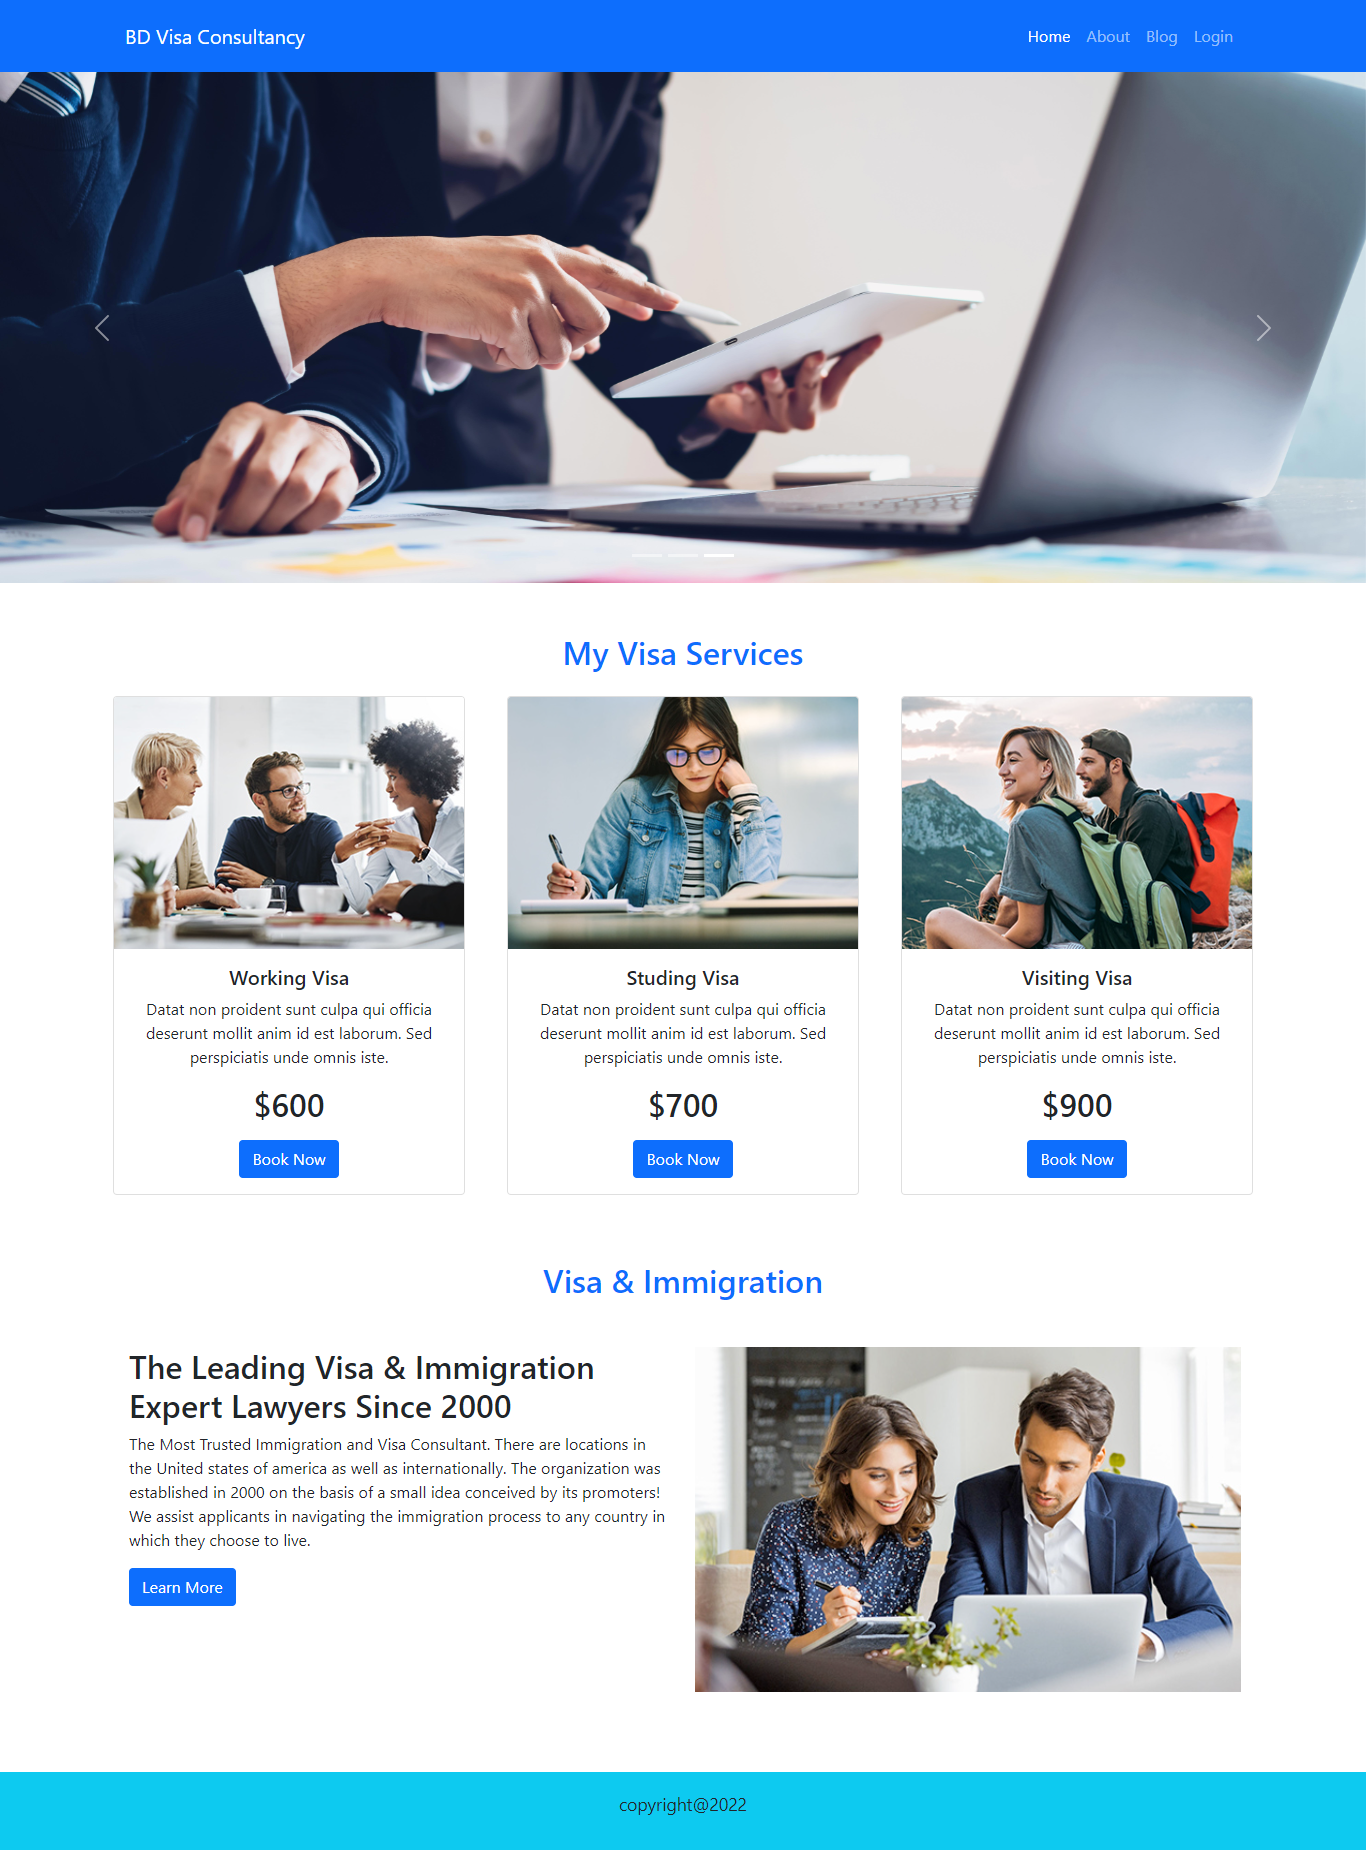 BD Visa Consultancy
Home About Blog Login
My Visa Services
Working Visa
Datat non proident sunt culpa qui officia
deserunt mollit anim id est laborum. Sed
perspiciatis unde omnis iste.
$600
Book Now
Studing Visa
Datat non proident sunt culpa qui officia
deserunt mollit anim id est laborum. Sed
perspiciatis unde omnis iste.
$700
Book Now
Visiting Visa
Datat non proident sunt culpa qui officia
deserunt mollit anim id est laborum. Sed
perspiciatis unde omnis iste.
$900
Book Now
Visa & Immigration
The Leading Visa & Immigration
Expert Lawyers Since 2000
The Most Trusted Immigration and Visa Consultant. There are locations in
the United states of america as well as internationally. The organization was
established in 2000 on the basis of a small idea conceived by its promoters!
We assist applicants in navigating the immigration process to any country in
which they choose to live.
Learn More
copyright@2022